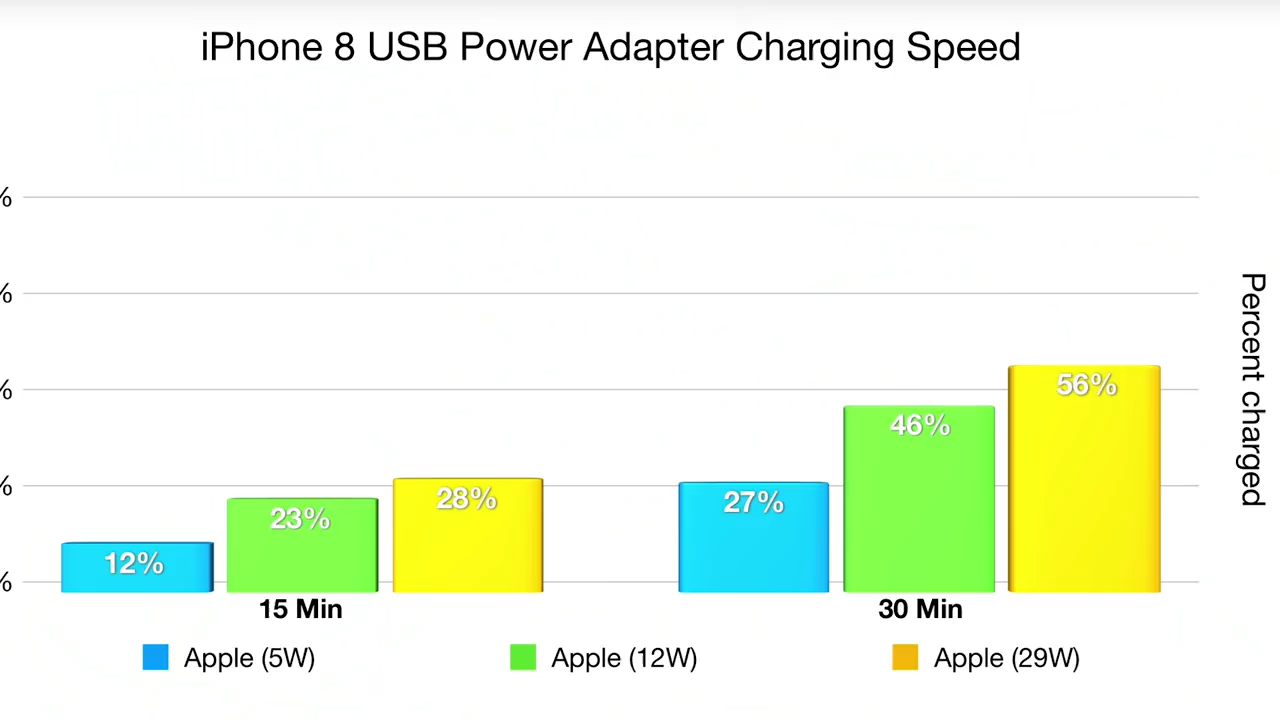 iPhone 8 USB Power Adapter Charging Speed
%
%
%
%
%
Percent charged
12%
23%
28%
27%
46%
56%
15 Min
30 Min
Apple (5W)
Apple (12W)
Apple (29W)